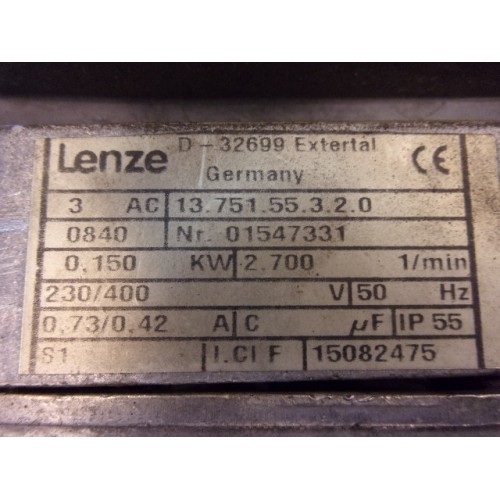 Lenze D-32699 Extertal CE
Germany
3 AC 13.751.55.3.2.0
0840 Nr. 01547331
0,150 KW 2.700 1/min
230/400 V 50 Hz
0,73/0,42 A C µF IP 55
S1 I.Cl F 15082475